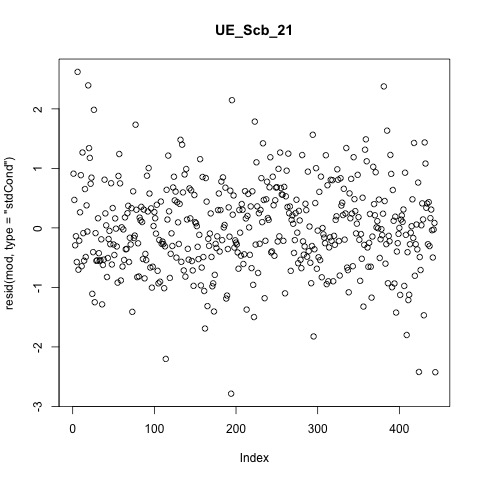 UE_Scb_21
resid(mod, type = "stdCond")
2
1
0
-1
-2
-3
0 100 200 300 400
Index